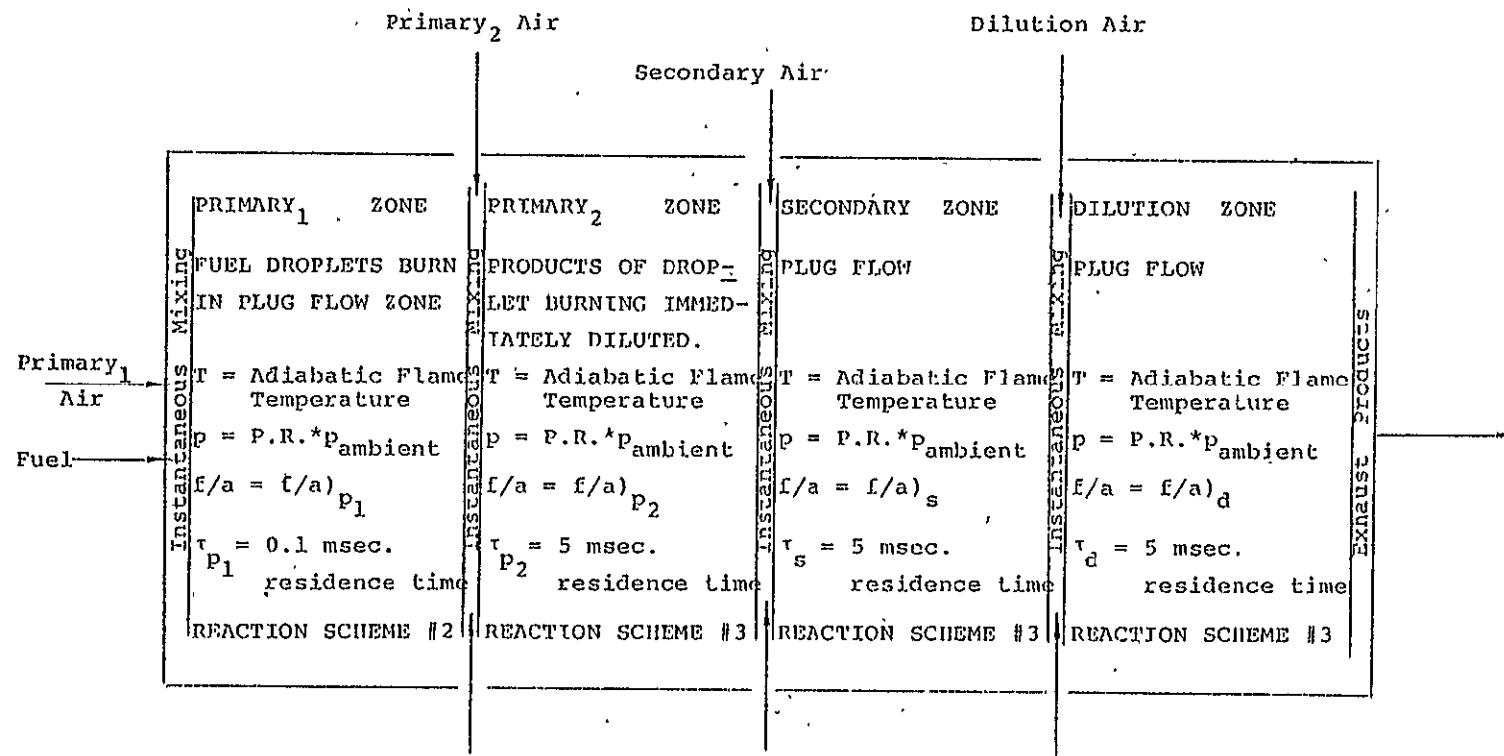 Primary2 Air
Dilution Air
Secondary Air
Primary1
Air
Fuel
Instantaneous Mixing
PRIMARY1 ZONE
FUEL DROPLETS BURN
IN PLUG FLOW ZONE
T = Adiabatic Flame
Temperature
p = P.R.*pambient
f/a = f/a)p1
τp1 = 0.1 msec.
residence time
REACTION SCHEME #2
Instantaneous Mixing
PRIMARY2 ZONE
PRODUCTS OF DROP-
LET BURNING IMMED-
IATELY DILUTED.
T = Adiabatic Flame
Temperature
p = P.R.*pambient
f/a = f/a)p2
τp2 = 5 msec.
residence time
REACTION SCHEME #3
Instantaneous Mixing
SECONDARY ZONE
PLUG FLOW
T = Adiabatic Flame
Temperature
p = P.R.*pambient
f/a = f/a)s
τs = 5 msec.
residence time
REACTION SCHEME #3
Instantaneous Mixing
DILUTION ZONE
PLUG FLOW
T = Adiabatic Flame
Temperature
p = P.R.*pambient
f/a = f/a)d
τd = 5 msec.
residence time
REACTION SCHEME #3
Exhaust Products